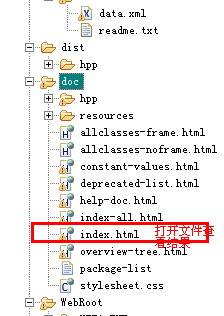 data.xml
readme.txt
dist
hpp
doc
hpp
resources
allclasses-frame.html
allclasses-noframe.html
constant-values.html
deprecated-list.html
help-doc.html
index-all.html
index.html 打开文件查
看结果
overview-tree.html
package-list
stylesheet.css
WebRoot